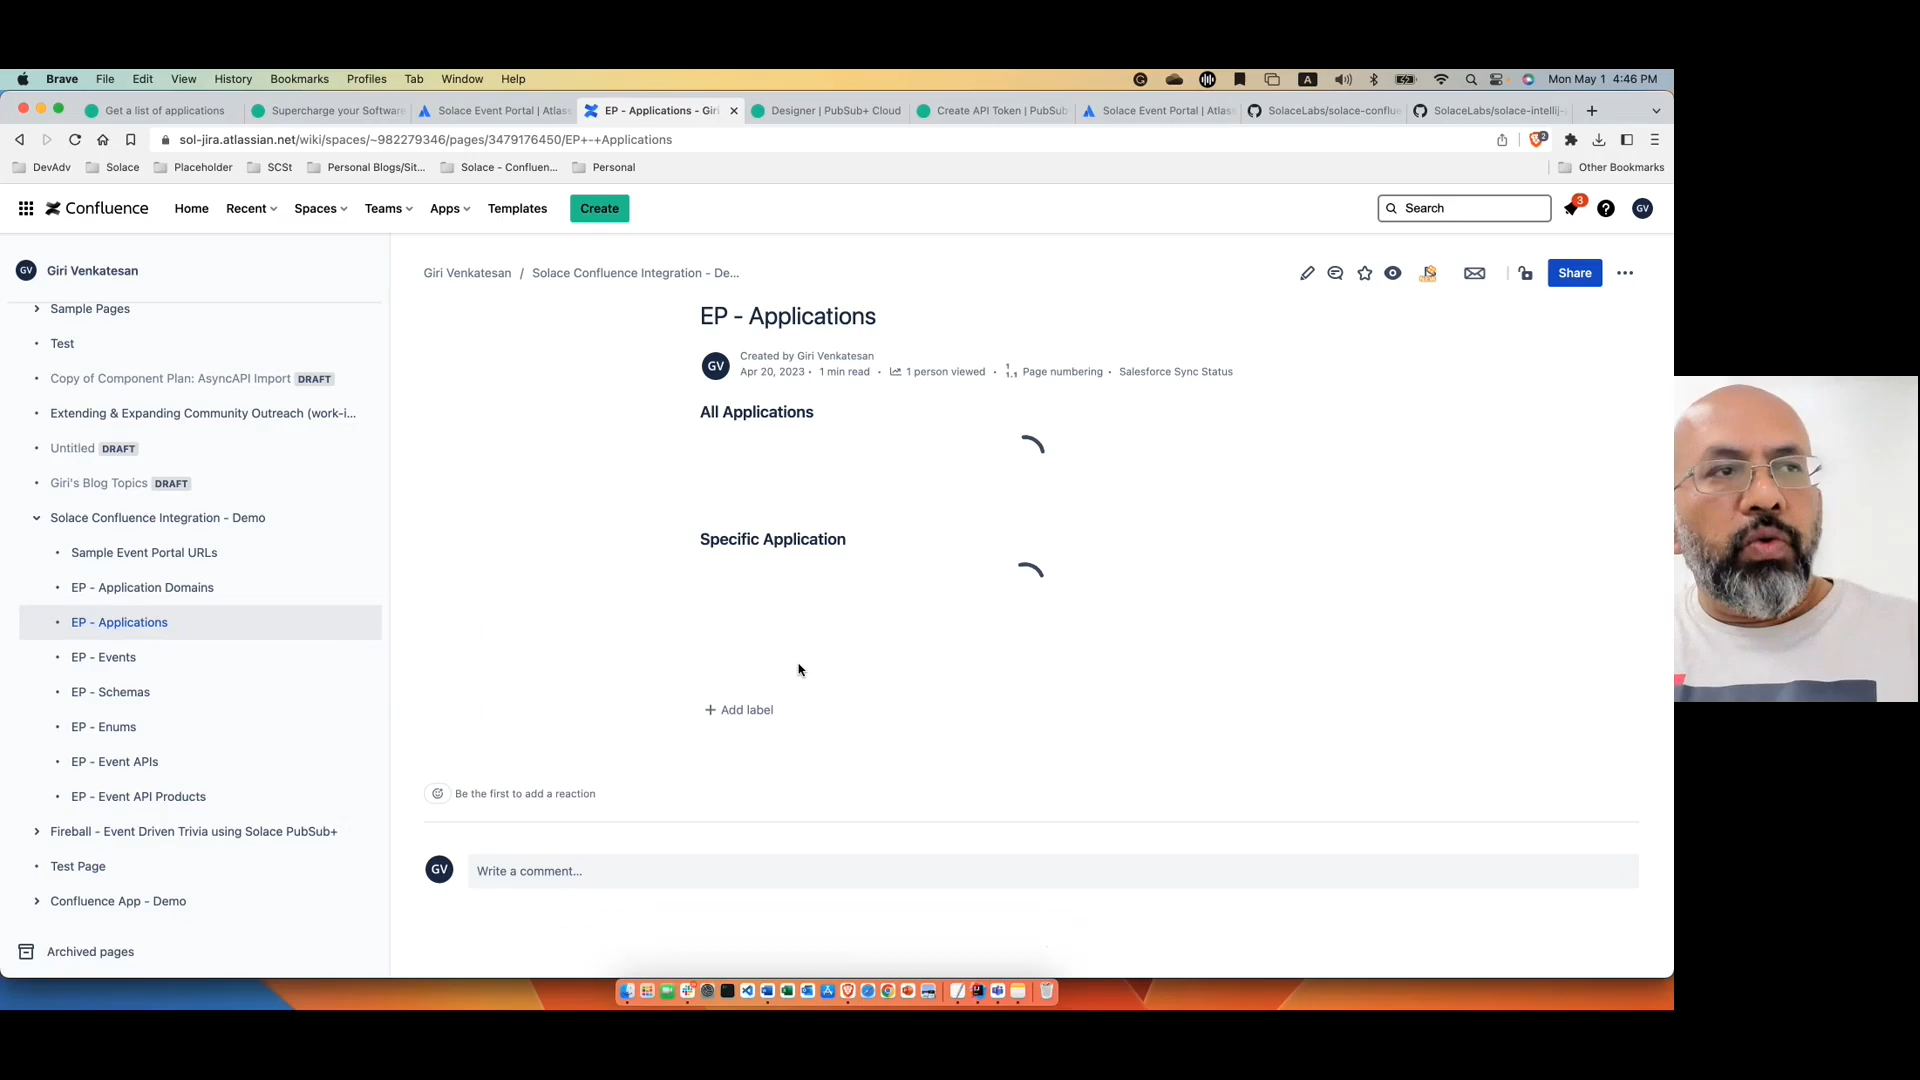 Brave File Edit View History Bookmarks Profiles Tab Window Help A Mon May 1 4:46 PM
Get a list of applications Supercharge your Software Solace Event Portal | Atlas EP - Applications - Giri Designer | PubSub+ Cloud Create API Token | PubSub Solace Event Portal | Atlas SolaceLabs/solace-conflue SolaceLabs/solace-intellij-
sol-jira.atlassian.net/wiki/spaces/~982279346/pages/3479176450/EP+-+Applications 2
DevAdv Solace Placeholder SCSt Personal Blogs/Sit... Solace - Confluen... Personal Other Bookmarks
Confluence Home Recent Spaces Teams Apps Templates Create Search 3 GV
GV Giri Venkatesan
Sample Pages
Test
Copy of Component Plan: AsyncAPI Import DRAFT
Extending & Expanding Community Outreach (work-i...
Untitled DRAFT
Giri's Blog Topics DRAFT
Solace Confluence Integration - Demo
Sample Event Portal URLs
EP - Application Domains
EP - Applications
EP - Events
EP - Schemas
EP - Enums
EP - Event APIs
EP - Event API Products
Fireball - Event Driven Trivia using Solace PubSub+
Test Page
Confluence App - Demo
Archived pages
Giri Venkatesan / Solace Confluence Integration - De... Share
EP - Applications
GV Created by Giri Venkatesan
Apr 20, 2023 • 1 min read • 1 person viewed • 1 1.1 Page numbering • Salesforce Sync Status
All Applications
Specific Application
+ Add label
Be the first to add a reaction
GV Write a comment...